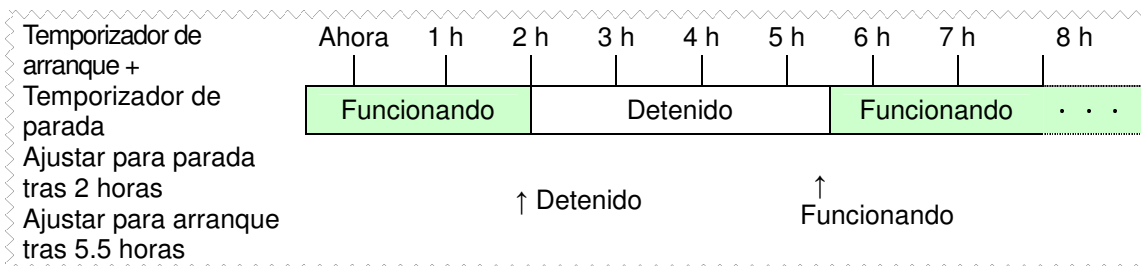 Temporizador de
arranque +
Temporizador de
parada
Ajustar para parada
tras 2 horas
Ajustar para arranque
tras 5.5 horas
Ahora 1 h 2 h 3 h 4 h 5 h 6 h 7 h 8 h
Funcionando Detenido Funcionando . . .
↑ Detenido
↑
Funcionando